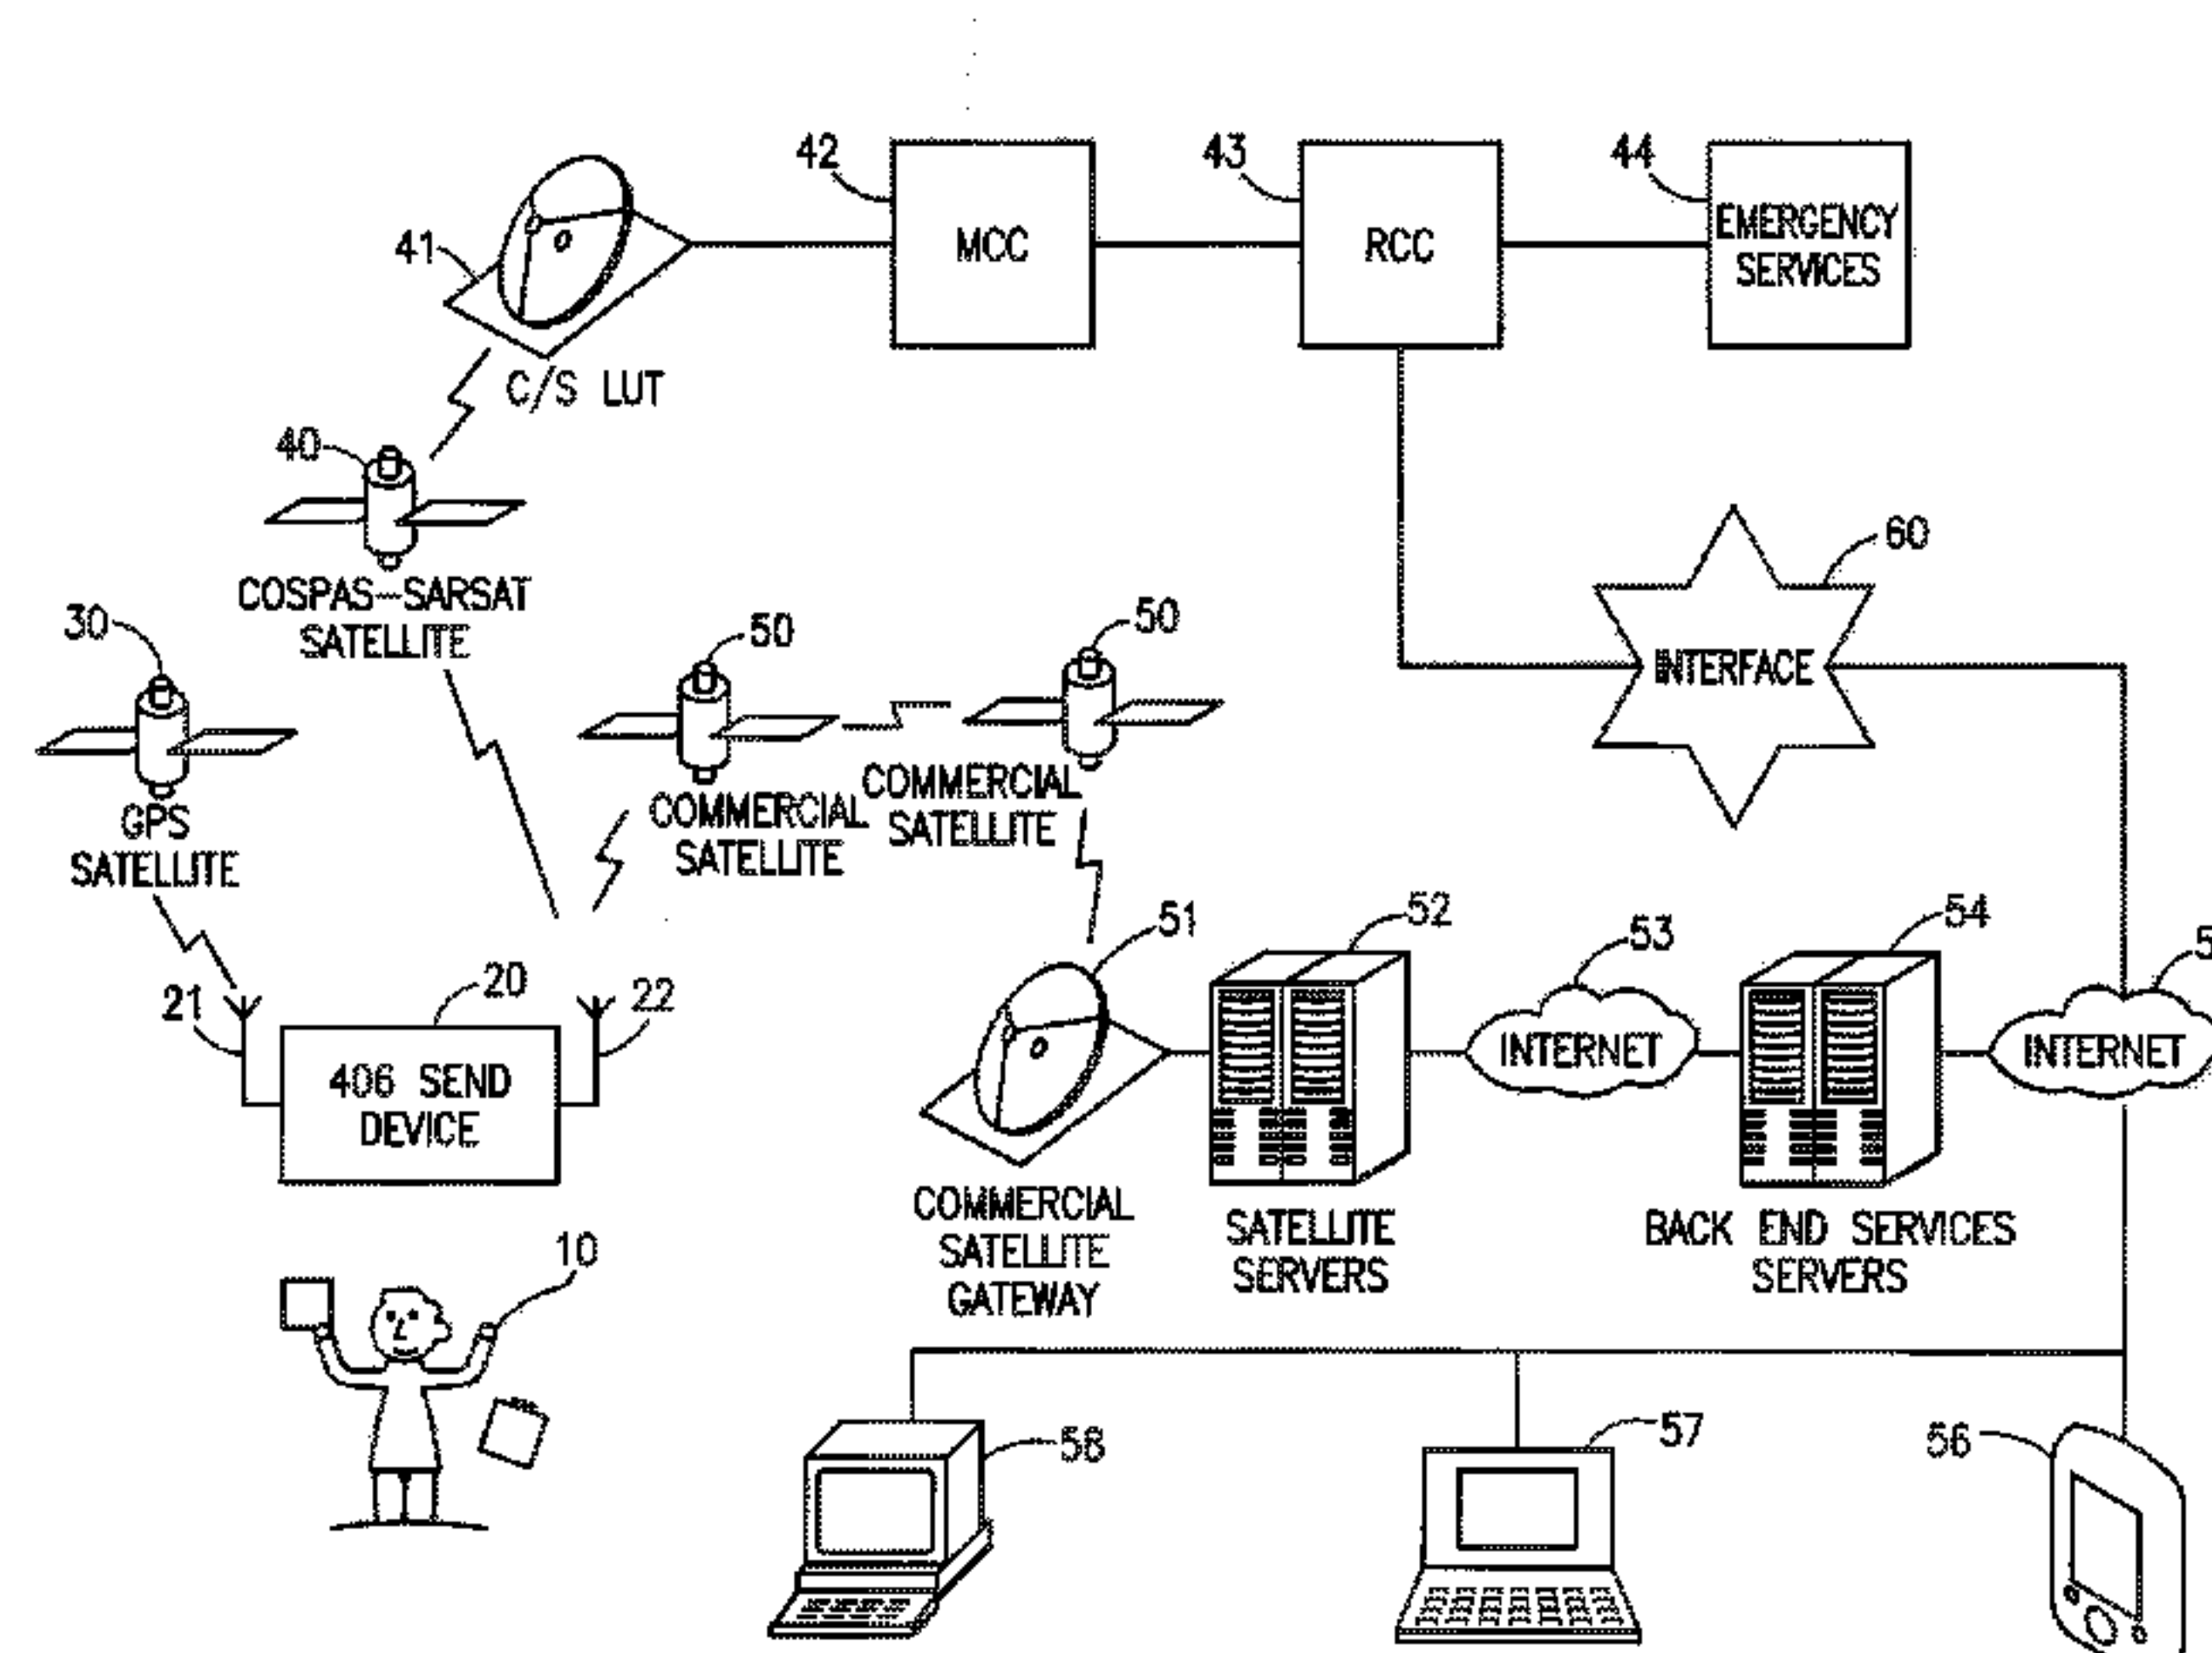 42
43
44
41
MCC
RCC
EMERGENCY
SERVICES
C/S LUT
40
COSPAS-SARSAT
SATELLITE
60
INTERFACE
30
GPS
SATELLITE
50
COMMERCIAL
SATELLITE
50
COMMERCIAL
SATELLITE
21
20
22
406 SEND
DEVICE
51
52
53
54
INTERNET
INTERNET
COMMERCIAL
SATELLITE
GATEWAY
SATELLITE
SERVERS
BACK END SERVICES
SERVERS
10
58
57
56